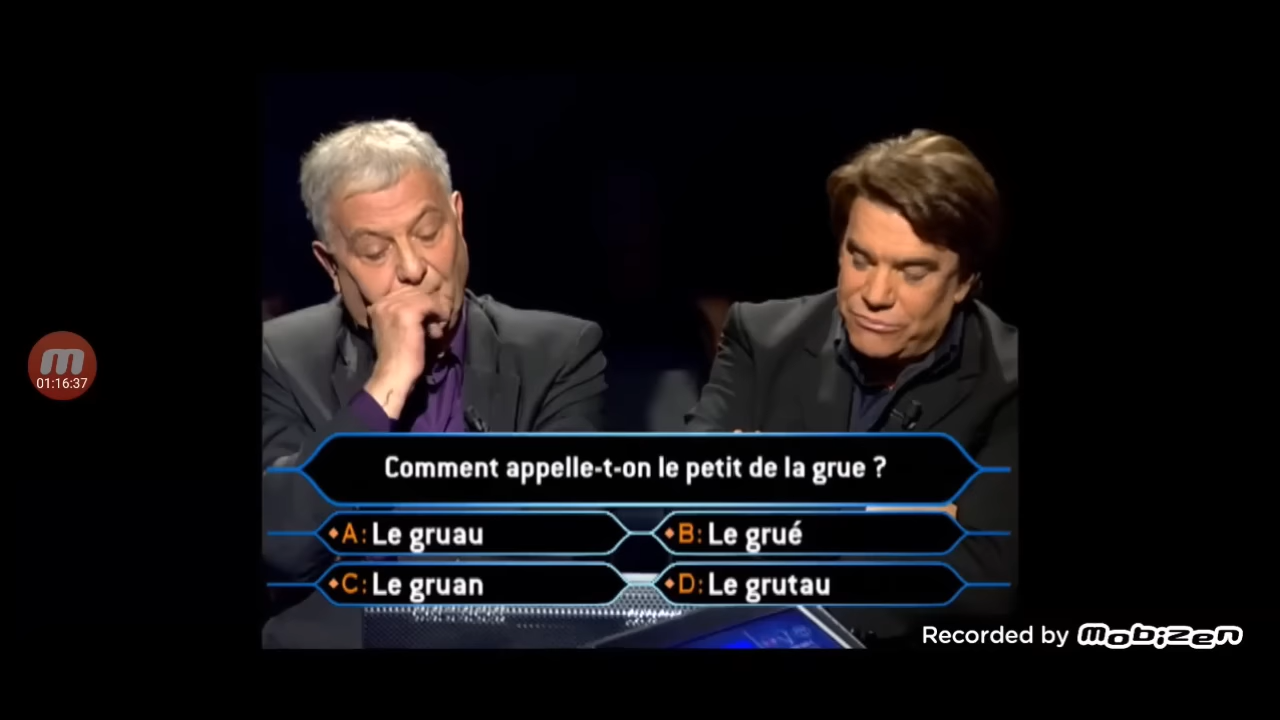 M
01:16:37
Comment appelle-t-on le petit de la grue ?
A: Le gruau
B: Le grué
C: Le gruan
D: Le grutau
Recorded by mobizen